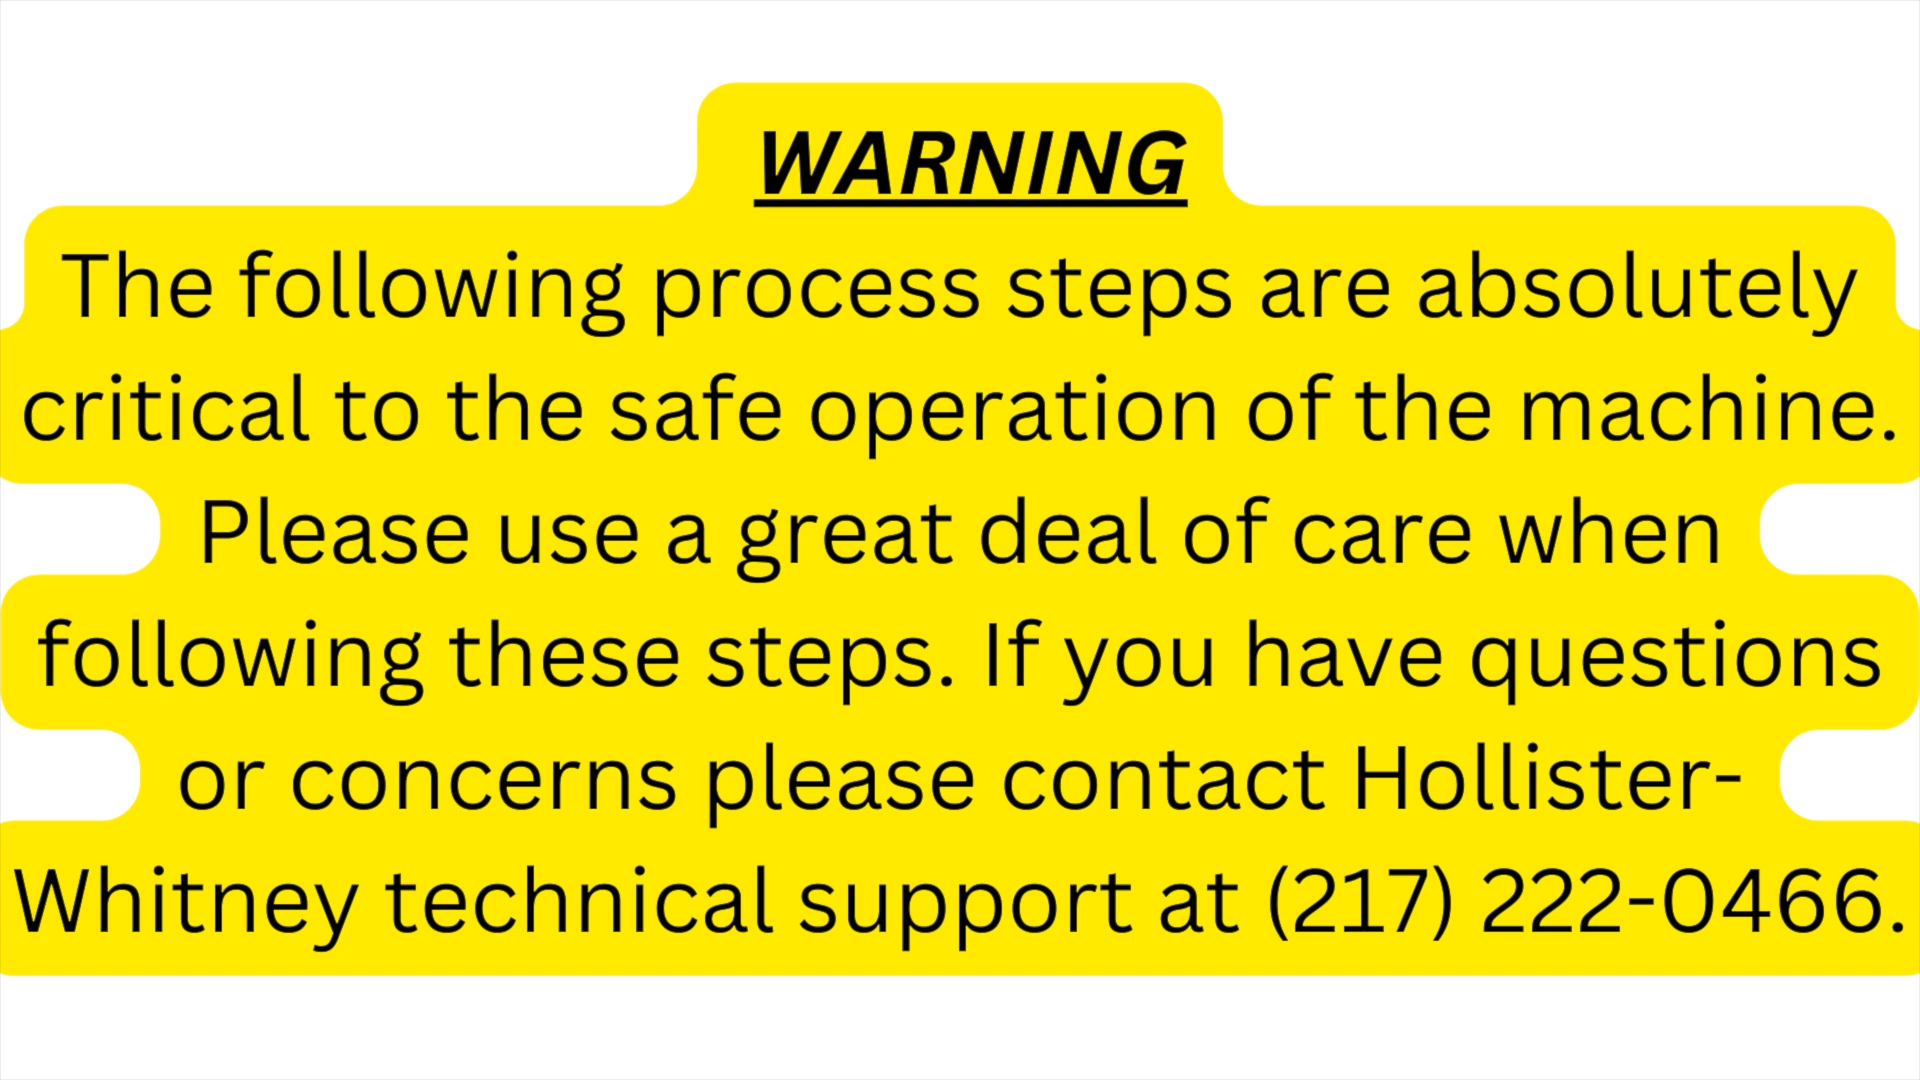 WARNING
The following process steps are absolutely
critical to the safe operation of the machine.
Please use a great deal of care when
following these steps. If you have questions
or concerns please contact Hollister-
Whitney technical support at (217) 222-0466.